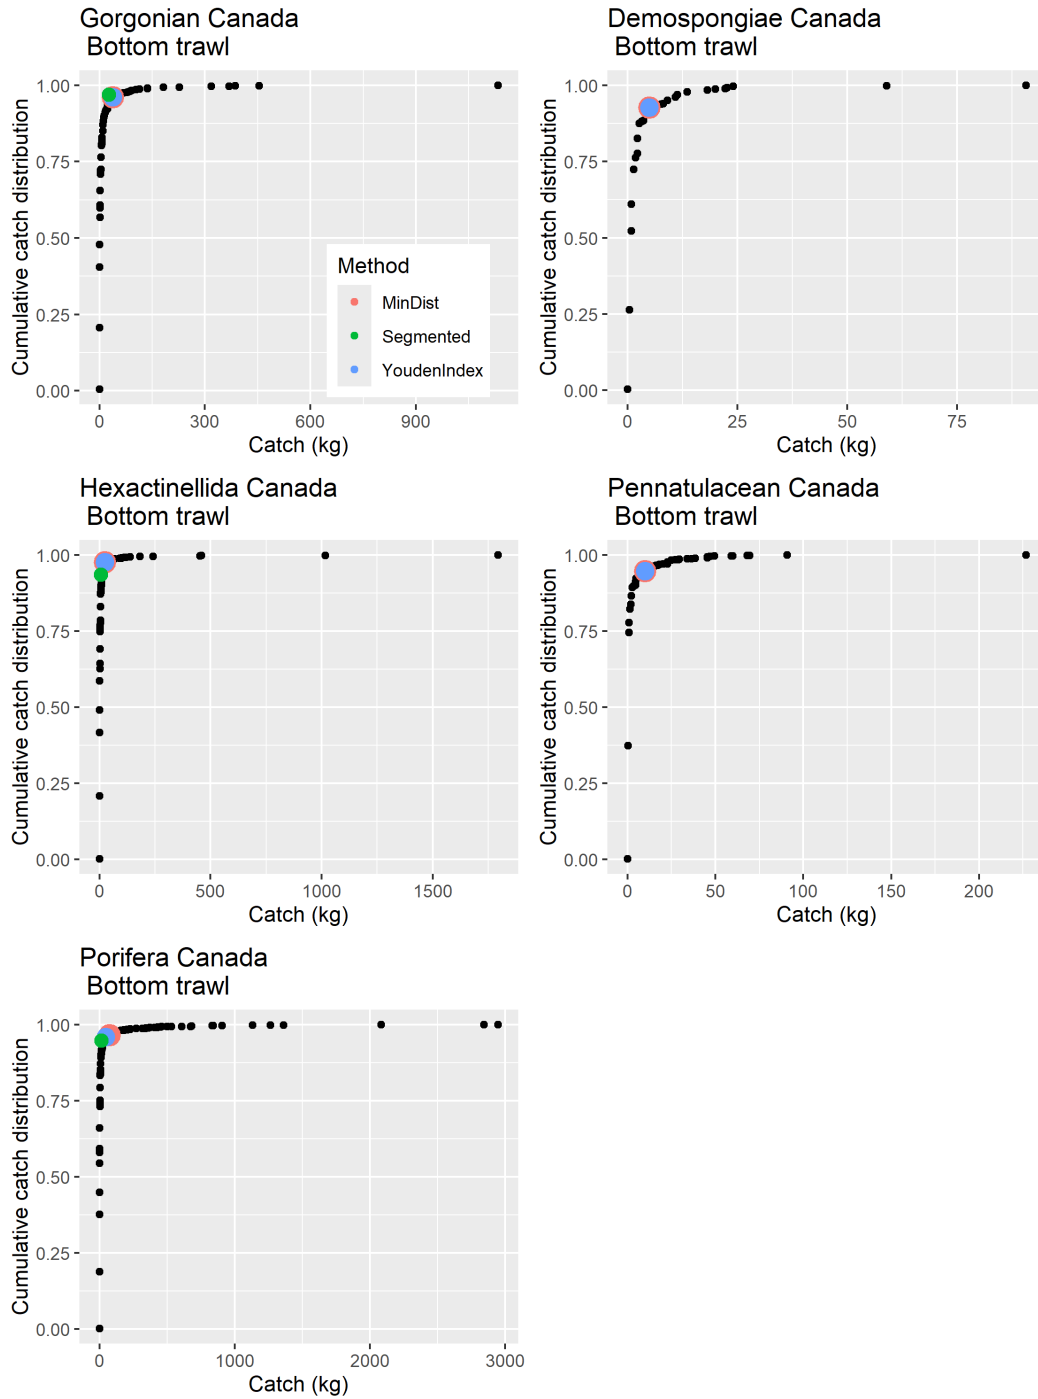 Gorgonian Canada
Bottom trawl
Cumulative catch distribution
1.00
0.75
0.50
0.25
0.00
0
300
600
900
Catch (kg)
Method
MinDist
Segmented
YoudenIndex
Demospongiae Canada
Bottom trawl
Cumulative catch distribution
1.00
0.75
0.50
0.25
0.00
0
25
50
75
Catch (kg)
Hexactinellida Canada
Bottom trawl
Cumulative catch distribution
1.00
0.75
0.50
0.25
0.00
0
500
1000
1500
Catch (kg)
Pennatulacean Canada
Bottom trawl
Cumulative catch distribution
1.00
0.75
0.50
0.25
0.00
0
50
100
150
200
Catch (kg)
Porifera Canada
Bottom trawl
Cumulative catch distribution
1.00
0.75
0.50
0.25
0.00
0
1000
2000
3000
Catch (kg)